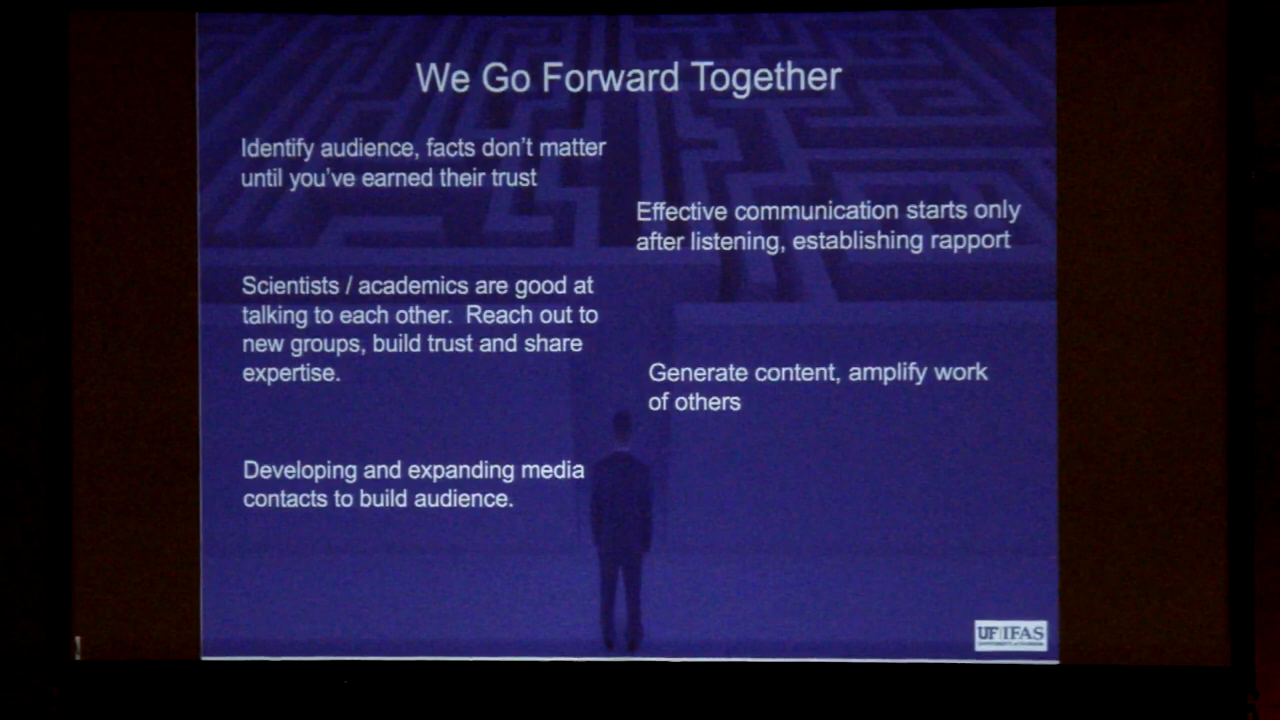 We Go Forward Together
Identify audience, facts don't matter
until you've earned their trust
Effective communication starts only
after listening, establishing rapport
Scientists / academics are good at
talking to each other.  Reach out to
new groups, build trust and share
expertise.
Generate content, amplify work
of others
Developing and expanding media
contacts to build audience.
UF IFAS